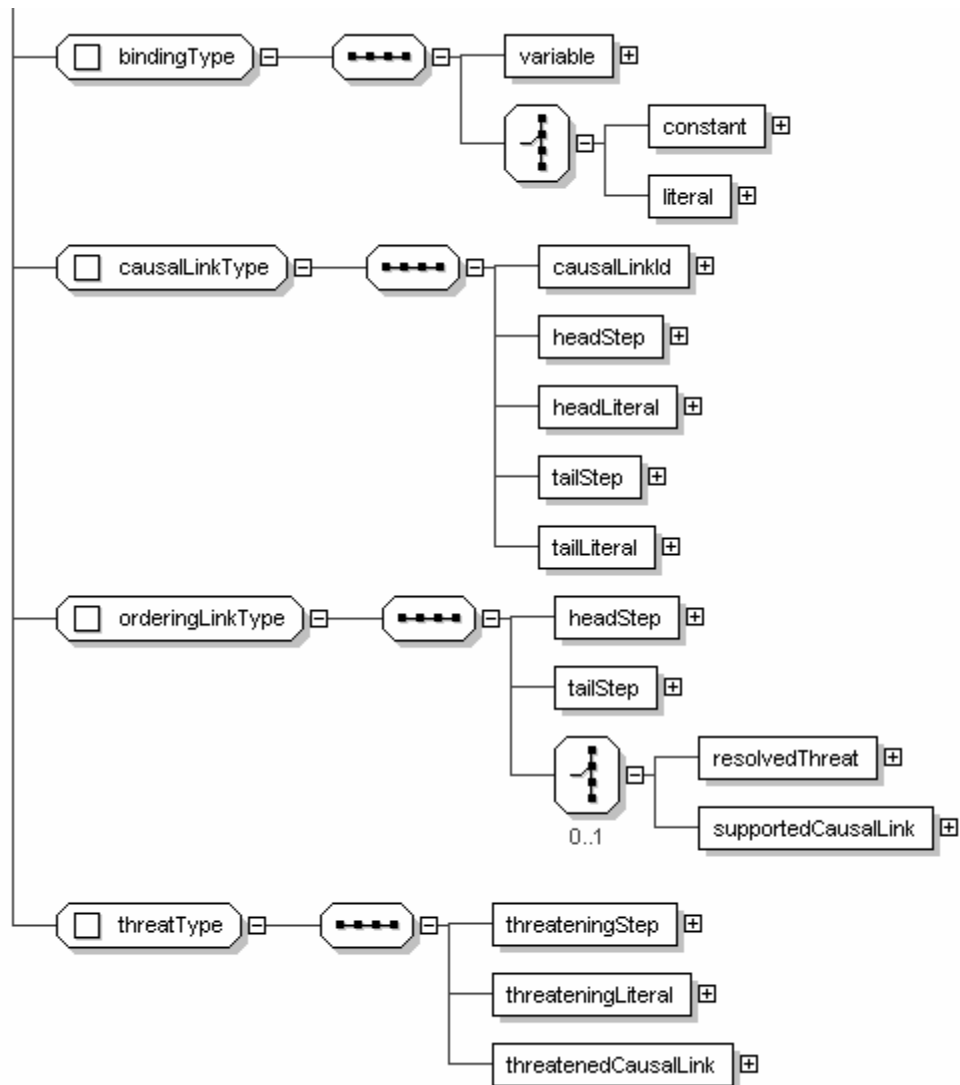 bindingType
variable
constant
literal
causalLinkType
causalLinkId
headStep
headLiteral
tailStep
tailLiteral
orderingLinkType
headStep
tailStep
resolvedThreat
0..1
supportedCausalLink
threatType
threateningStep
threateningLiteral
threatenedCausalLink